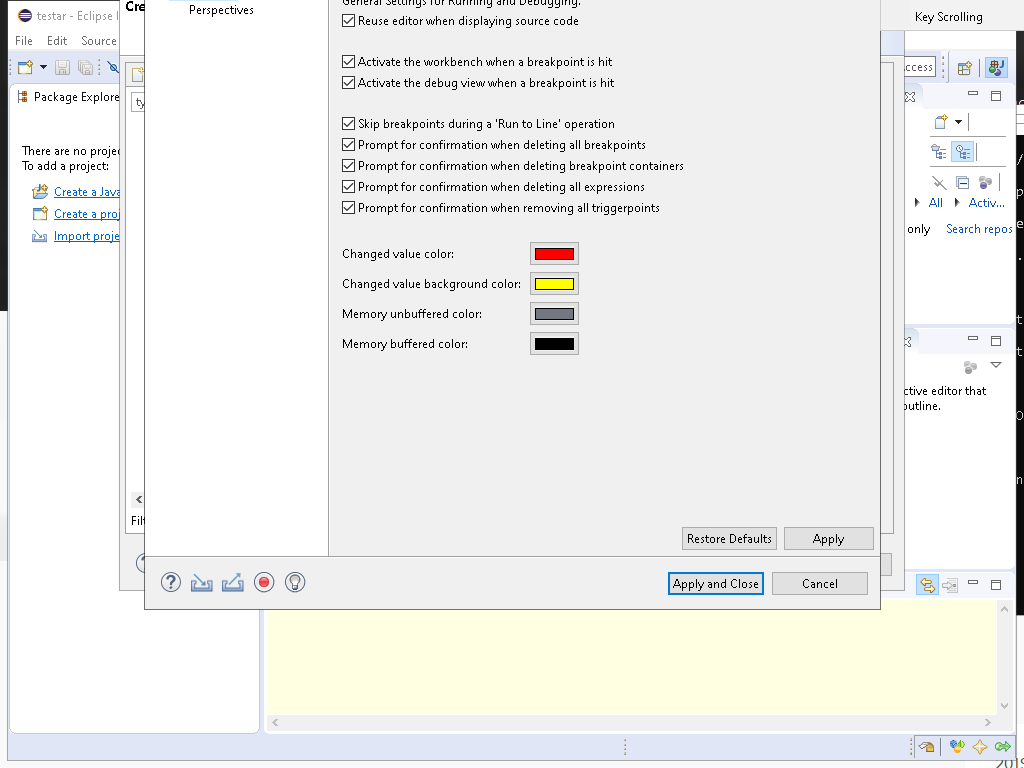 testar - Eclipse I
File Edit Source
Package Explore
There are no projec
To add a project:
Create a Java
Create a proj
Import proje
Cre
ty
Filt
Perspectives
General Settings for Running and Debugging.
Reuse editor when displaying source code
Activate the workbench when a breakpoint is hit
Activate the debug view when a breakpoint is hit
Skip breakpoints during a 'Run to Line' operation
Prompt for confirmation when deleting all breakpoints
Prompt for confirmation when deleting breakpoint containers
Prompt for confirmation when deleting all expressions
Prompt for confirmation when removing all triggerpoints
Changed value color:
Changed value background color:
Memory unbuffered color:
Memory buffered color:
Restore Defaults Apply
Apply and Close Cancel
Key Scrolling
ccess
All Activ...
only Search repos
ctive editor that
outline.
2019